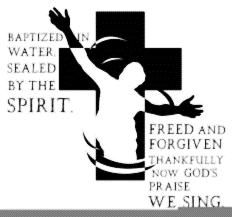 BAPTIZED IN
WATER,
SEALED
BY THE
SPIRIT.
FREED AND
FORGIVEN
THANKFULLY
NOW GOD'S
PRAISE
WE SING.